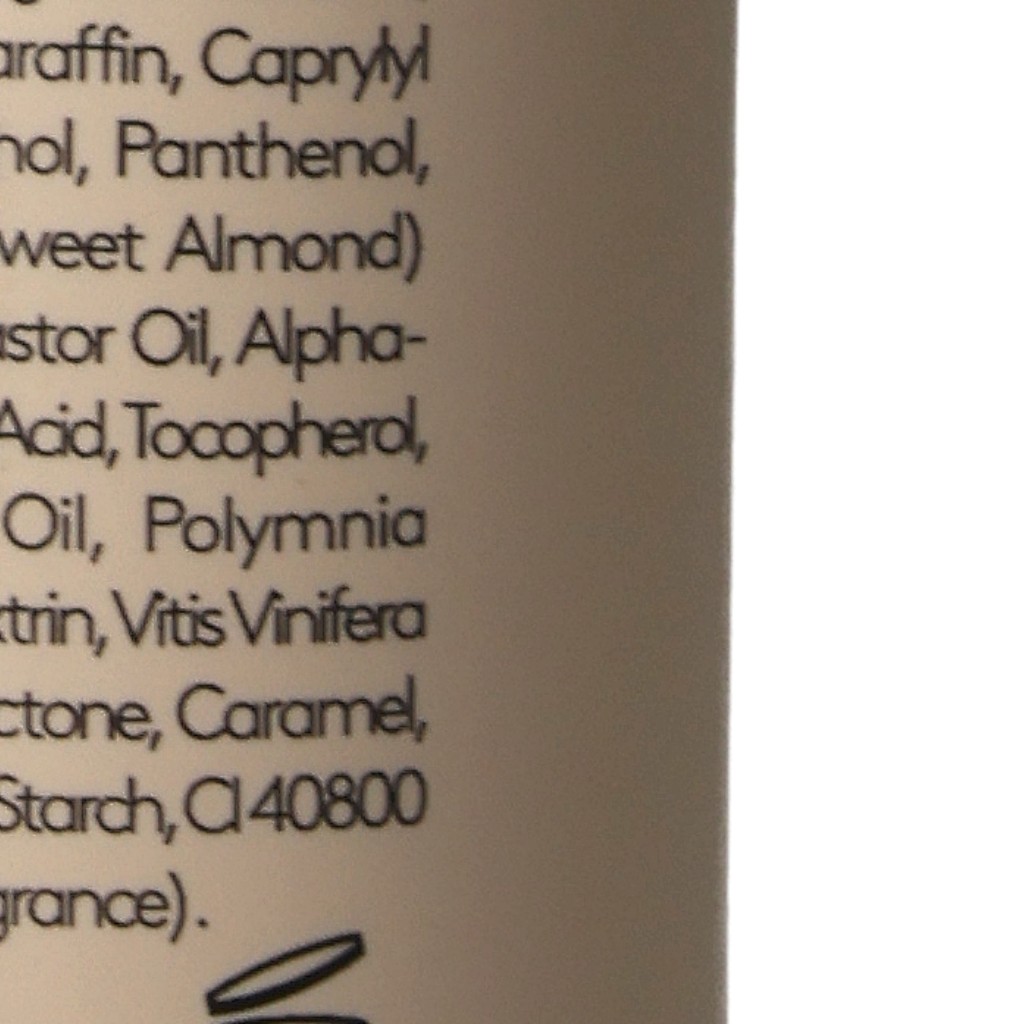 araffin, Caprylyl
nol, Panthenol,
weet Almond)
astor Oil, Alpha-
Acid, Tocopherol,
Oil, Polymnia
trin, Vitis Vinifera
ctone, Caramel,
Starch, CI 40800
grance).